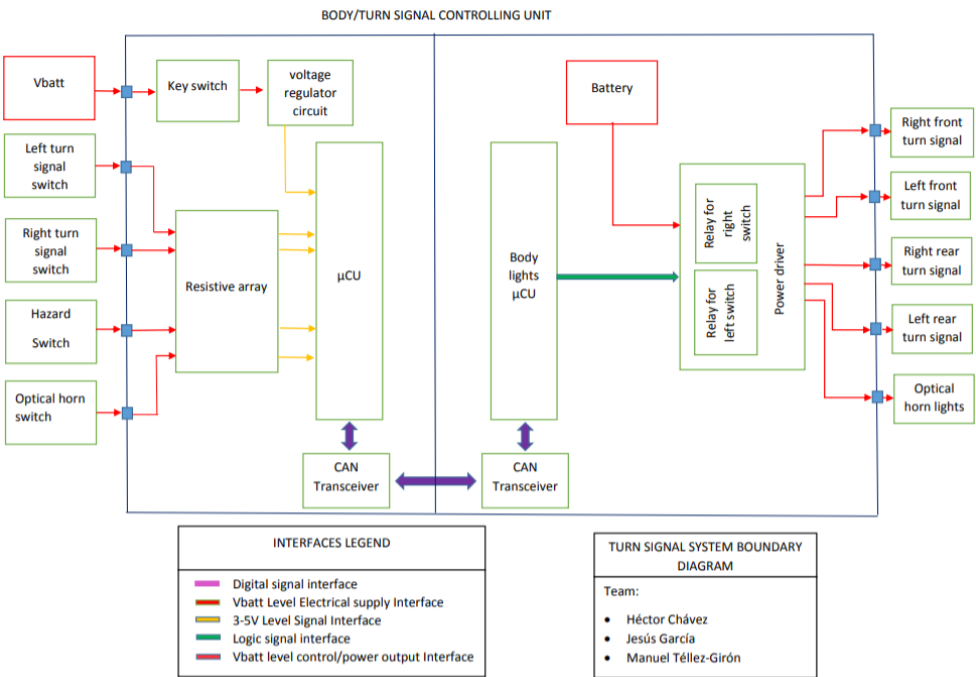 BODY/TURN SIGNAL CONTROLLING UNIT
Vbatt
Key switch
voltage
regulator
circuit
Left turn
signal
switch
Right turn
signal
switch
Hazard
Switch
Optical horn
switch
Resistive array
µCU
CAN
Transceiver
Battery
Body
lights
µCU
CAN
Transceiver
Relay for
right
switch
Relay for
left switch
Power driver
Right front
turn signal
Left front
turn signal
Right rear
turn signal
Left rear
turn signal
Optical
horn lights
INTERFACES LEGEND
Digital signal interface
Vbatt Level Electrical supply Interface
3-5V Level Signal Interface
Logic signal interface
Vbatt level control/power output Interface
TURN SIGNAL SYSTEM BOUNDARY
DIAGRAM
Team:
• Héctor Chávez
• Jesús García
• Manuel Téllez-Girón